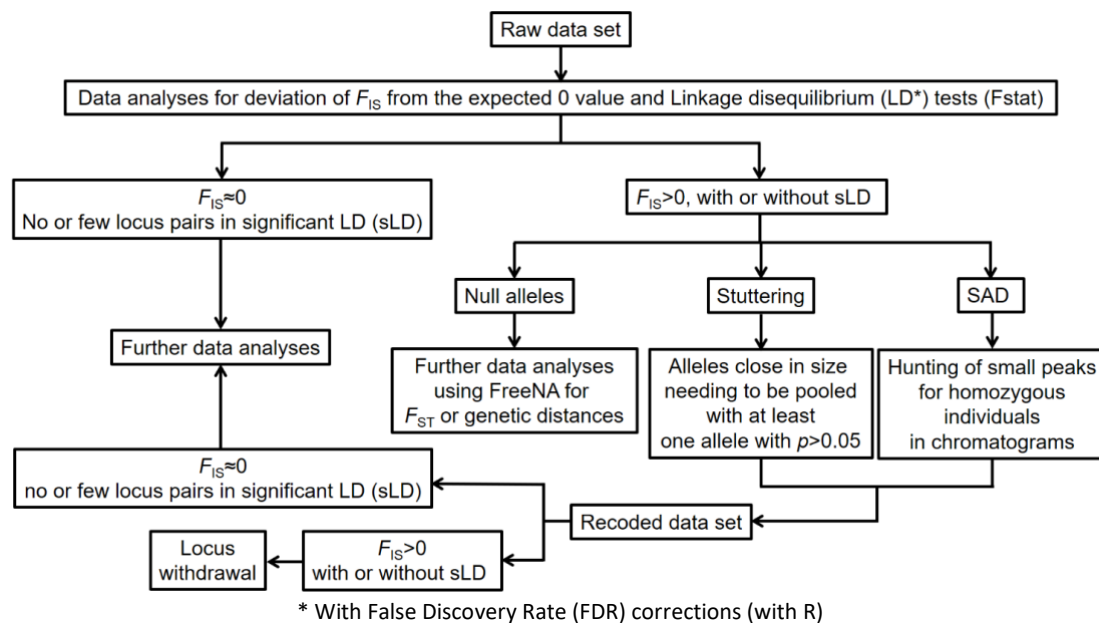 Raw data set
Data analyses for deviation of FIS from the expected 0 value and Linkage disequilibrium (LD*) tests (Fstat)
FIS≈0
No or few locus pairs in significant LD (sLD)
FIS>0, with or without sLD
Null alleles
Stuttering
SAD
Further data analyses
Further data analyses
using FreeNA for
FST or genetic distances
Alleles close in size
needing to be pooled
with at least
one allele with p>0.05
Hunting of small peaks
for homozygous
individuals
in chromatograms
FIS≈0
no or few locus pairs in significant LD (sLD)
Recoded data set
Locus
withdrawal
FIS>0
with or without sLD
* With False Discovery Rate (FDR) corrections (with R)